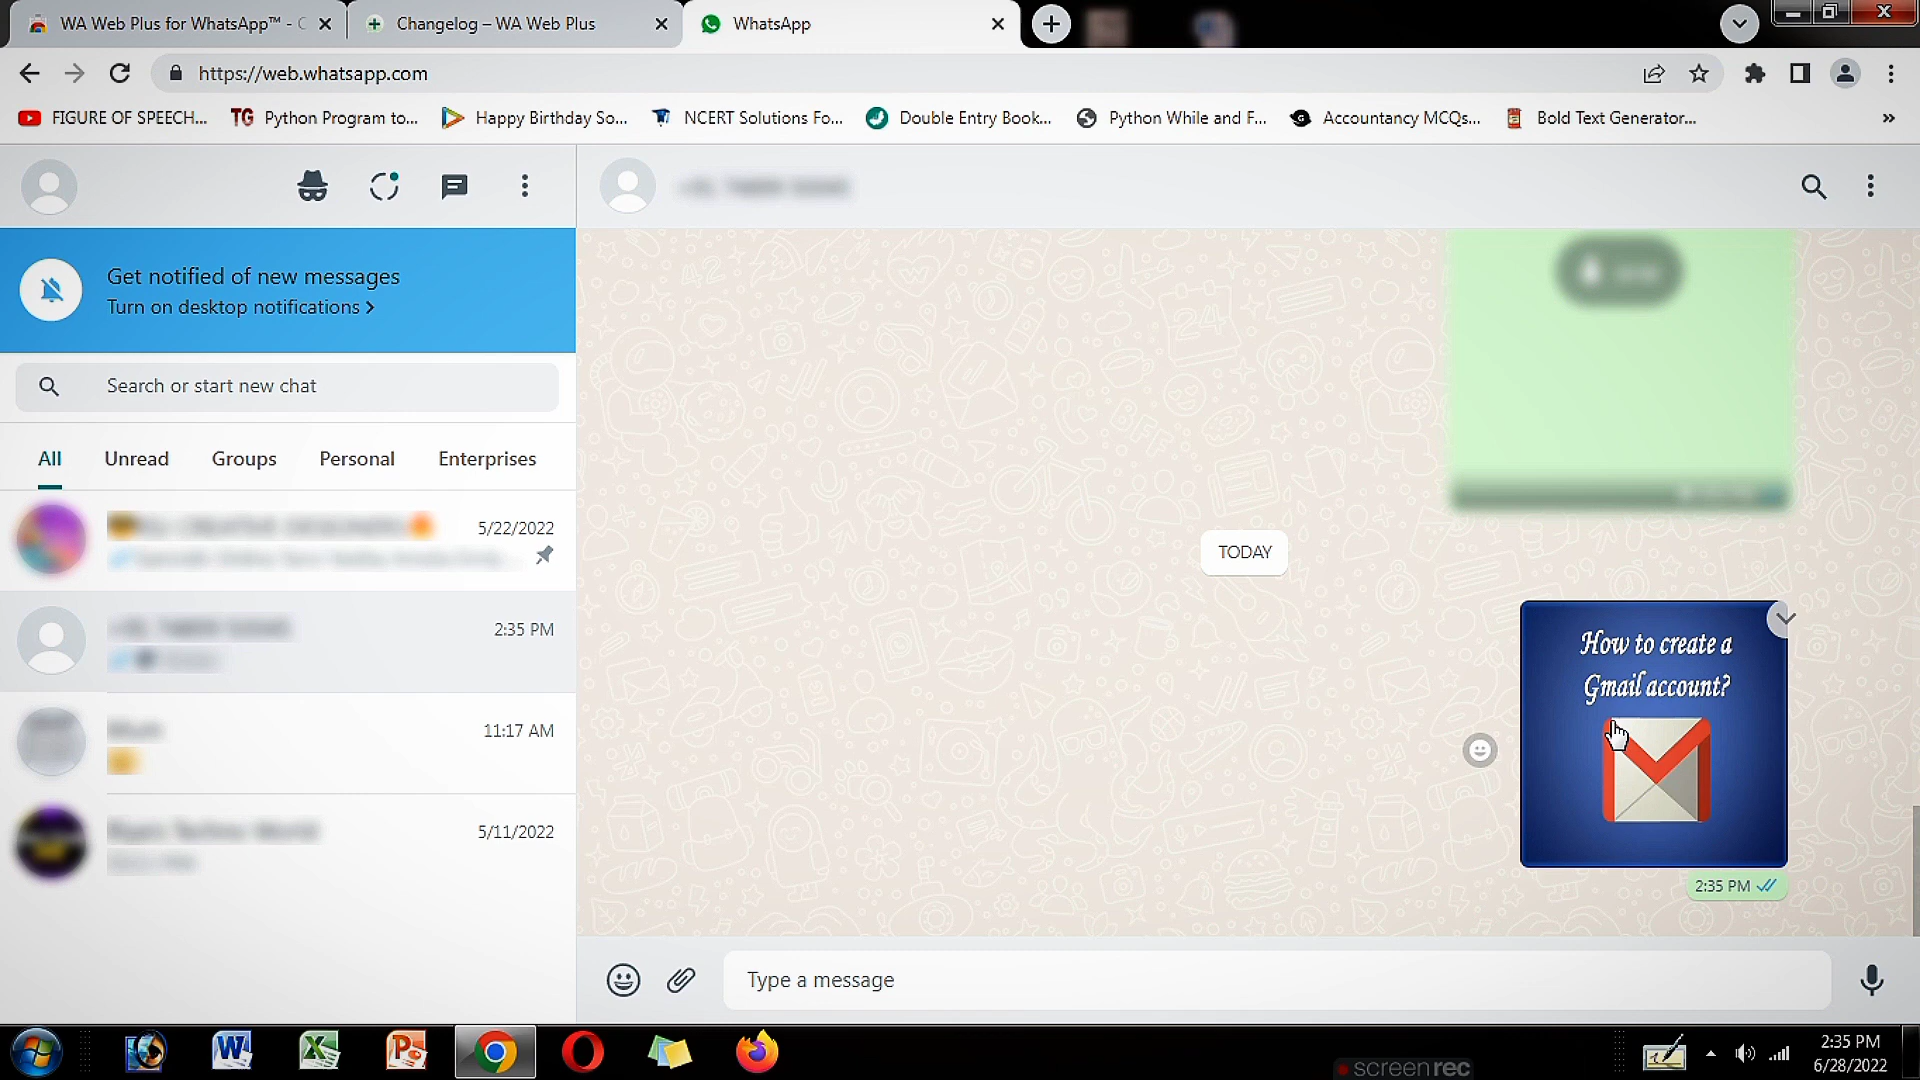 WA Web Plus for WhatsApp™ - C
Changelog – WA Web Plus
WhatsApp
https://web.whatsapp.com
FIGURE OF SPEECH...
TG Python Program to...
Happy Birthday So...
NCERT Solutions Fo...
Double Entry Book...
Python While and F...
Accountancy MCQs...
Bold Text Generator...
Get notified of new messages
Turn on desktop notifications >
Search or start new chat
All Unread Groups Personal Enterprises
5/22/2022
2:35 PM
11:17 AM
5/11/2022
TODAY
How to create a
Gmail account?
2:35 PM
Type a message
screenrec
2:35 PM
6/28/2022